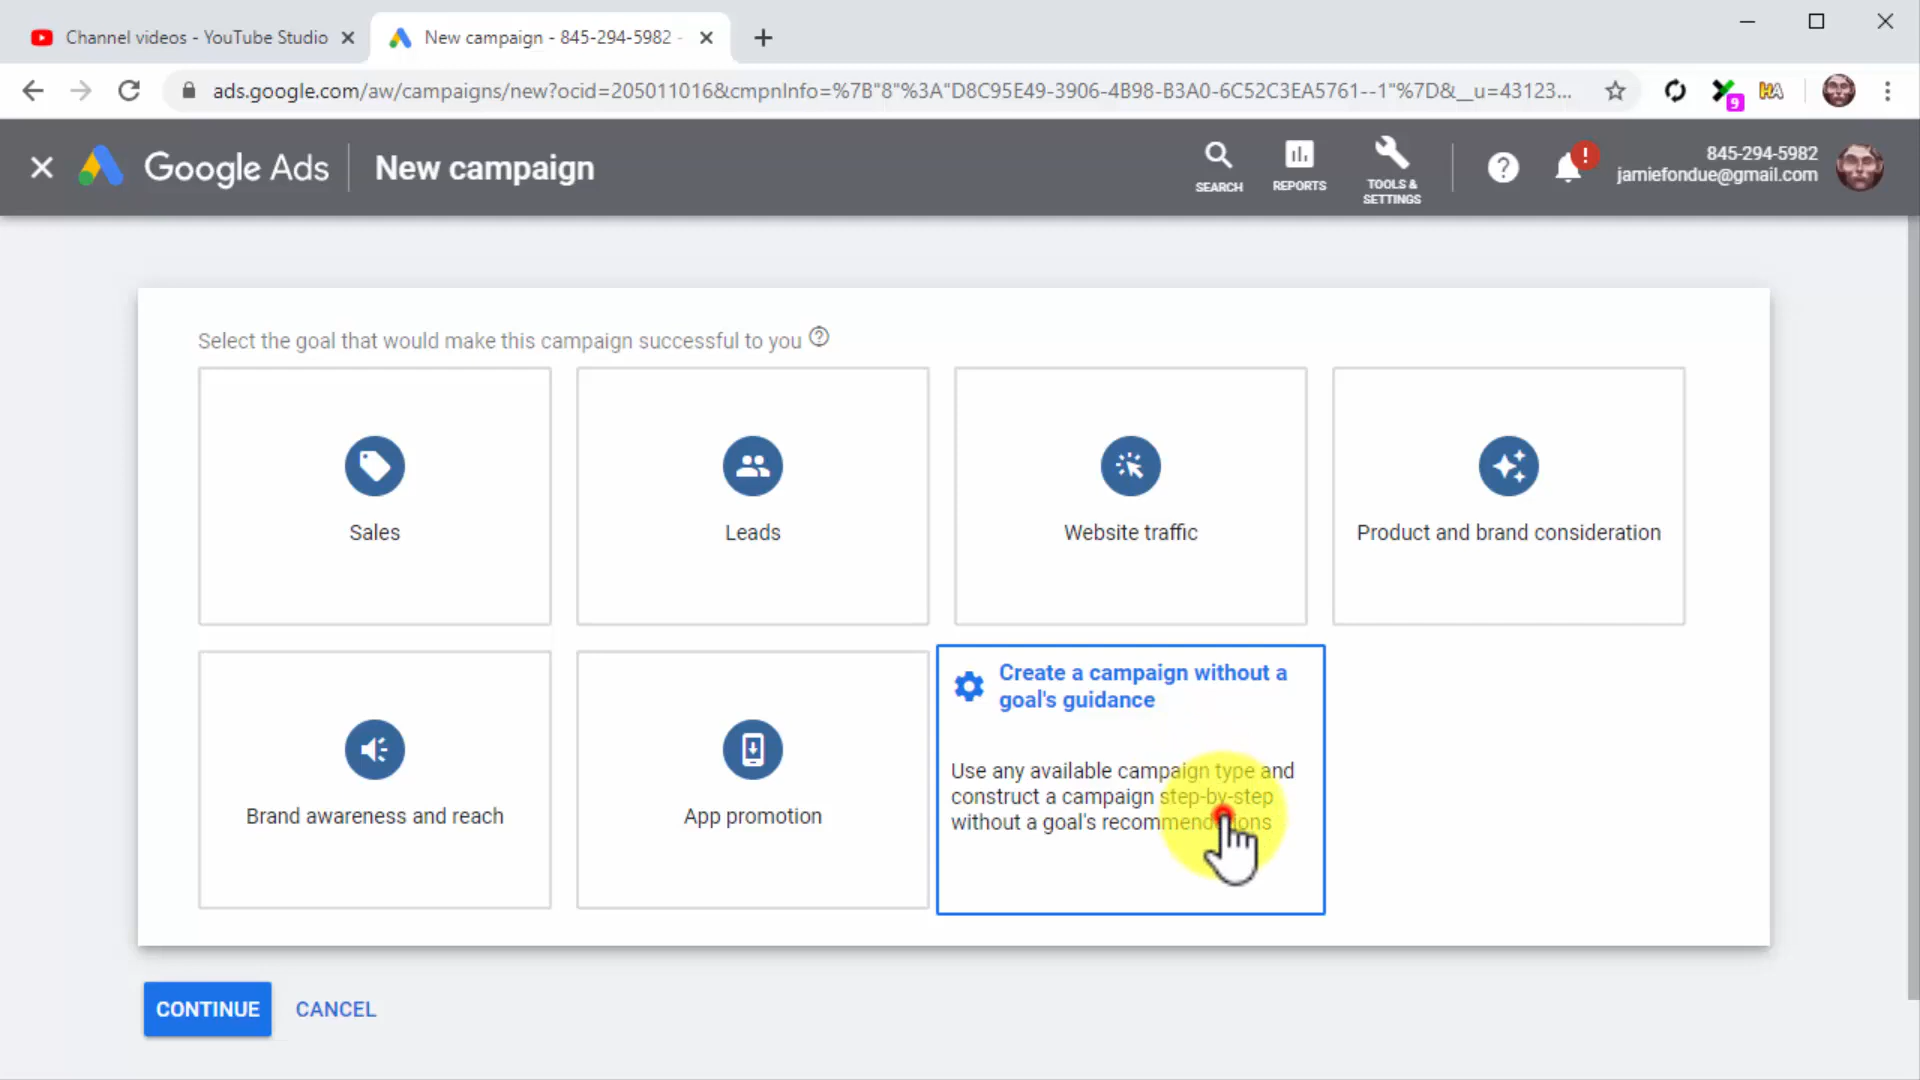 Channel videos - YouTube Studio
New campaign - 845-294-5982 -
ads.google.com/aw/campaigns/new?ocid=205011016&cmpnInfo=%7B"8"%3A"D8C95E49-3906-4B98-B3A0-6C52C3EA5761--1"%7D&__u=43123...
9
HA
Google Ads
New campaign
SEARCH
REPORTS
TOOLS &
SETTINGS
?
!
845-294-5982
jamiefondue@gmail.com
Select the goal that would make this campaign successful to you ?
Sales
Leads
Website traffic
Product and brand consideration
Brand awareness and reach
App promotion
Create a campaign without a
goal's guidance
Use any available campaign type and
construct a campaign step-by-step
without a goal's recommendations
CONTINUE
CANCEL